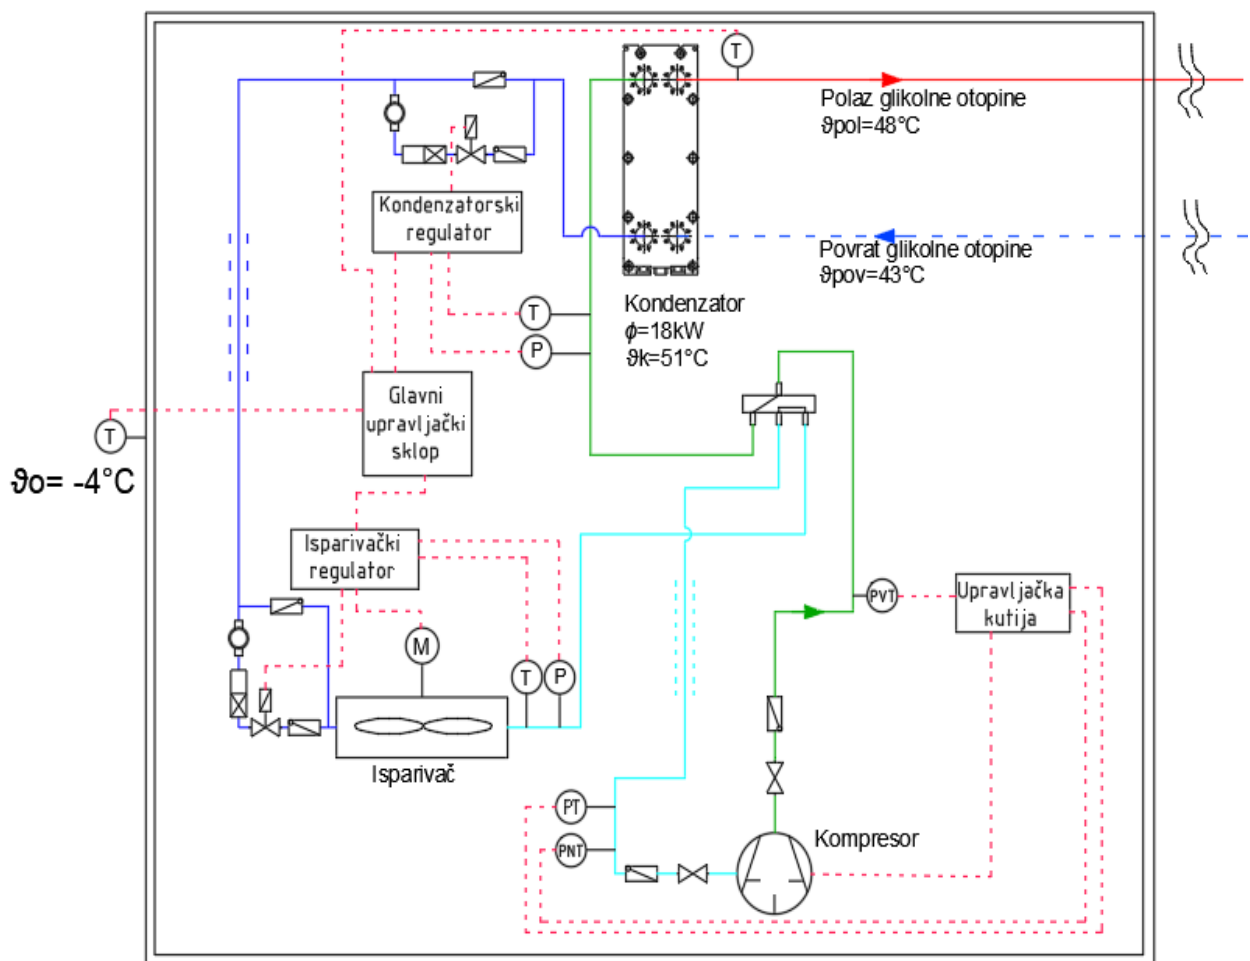 T
Polaz glikolne otopine
ϑpol=48°C
Kondenzatorski
regulator
Povrat glikolne otopine
ϑpov=43°C
Kondenzator
ϕ=18kW
ϑk=51°C
T
P
Glavni
upravljački
sklop
T
ϑo= -4°C
Isparivački
regulator
PVT
Upravljačka
kutija
M
T
P
Isparivač
PT
PNT
Kompresor